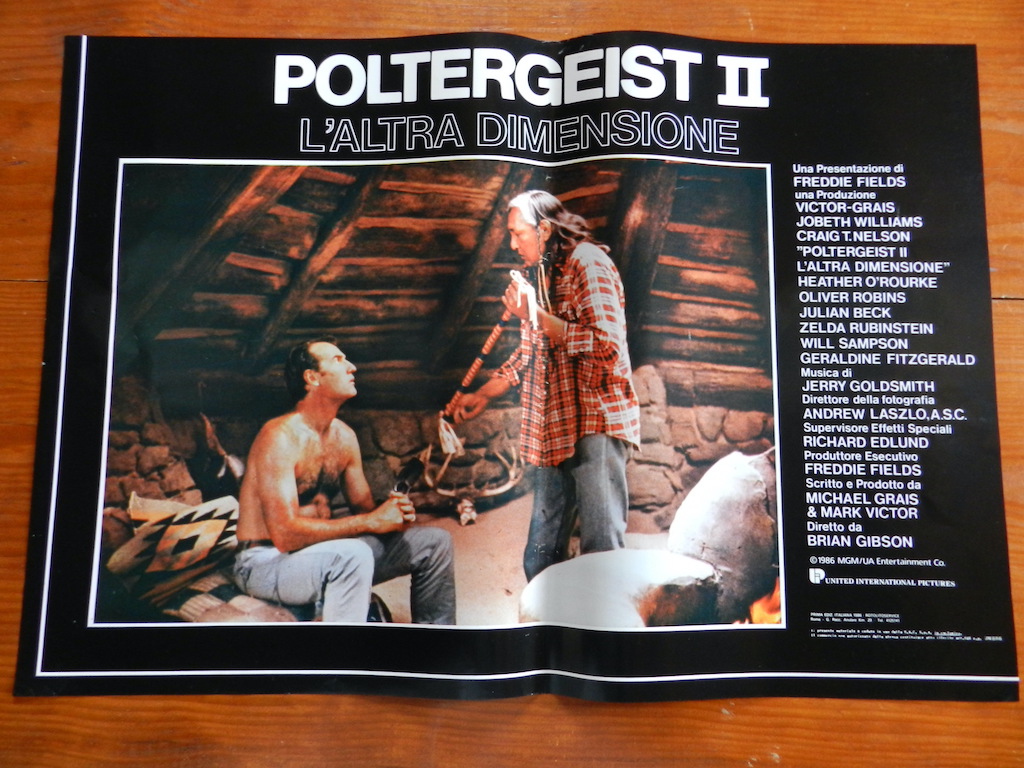 POLTERGEIST II
L'ALTRA DIMENSIONE
Una Presentazione di
FREDDIE FIELDS
una Produzione
VICTOR-GRAIS
JOBETH WILLIAMS
CRAIG T. NELSON
"POLTERGEIST II
L'ALTRA DIMENSIONE"
HEATHER O'ROURKE
OLIVER ROBINS
JULIAN BECK
ZELDA RUBINSTEIN
WILL SAMPSON
GERALDINE FITZGERALD
Musica di
JERRY GOLDSMITH
Direttore della fotografia
ANDREW LASZLO, A.S.C.
Supervisore Effetti Speciali
RICHARD EDLUND
Produttore Esecutivo
FREDDIE FIELDS
Scritto e Prodotto da
MICHAEL GRAIS
& MARK VICTOR
Diretto da
BRIAN GIBSON
© 1986 MGM/UA Entertainment Co.
UNITED INTERNATIONAL PICTURES